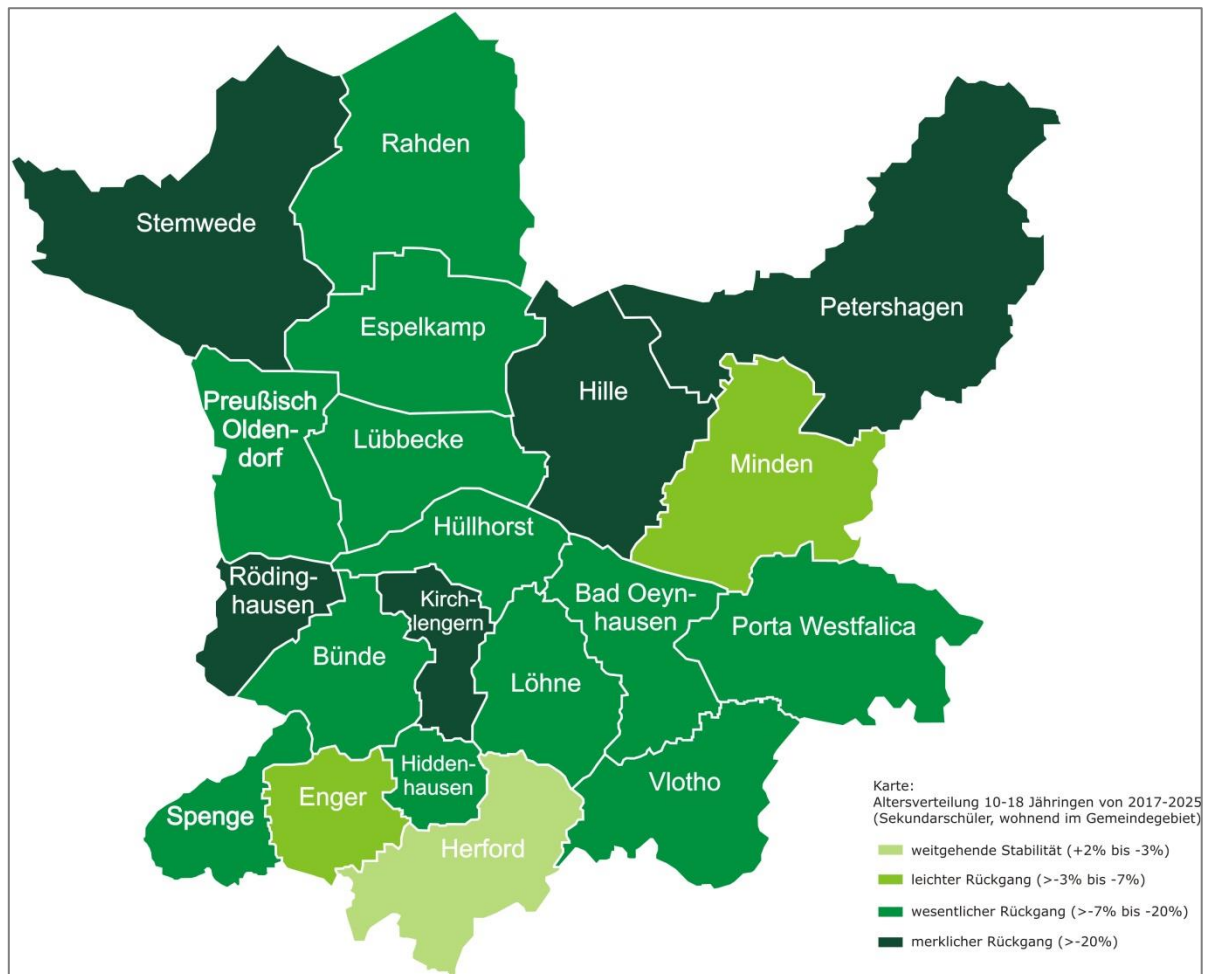 Rahden
Stemwede
Petershagen
Espelkamp
Hille
Preußisch
Olden-
dorf
Lübbecke
Minden
Hüllhorst
Röding-
hausen
Kirch-
lengern
Bad Oeyn-
hausen
Porta Westfalica
Bünde
Löhne
Hidden-
hausen
Vlotho
Enger
Spenge
Herford
Karte:
Altersverteilung 10-18 Jähringen von 2017-2025
(Sekundarschüler, wohnend im Gemeindegebiet)
weitgehende Stabilität (+2% bis -3%)
leichter Rückgang (>-3% bis -7%)
wesentlicher Rückgang (>-7% bis -20%)
merklicher Rückgang (>-20%)